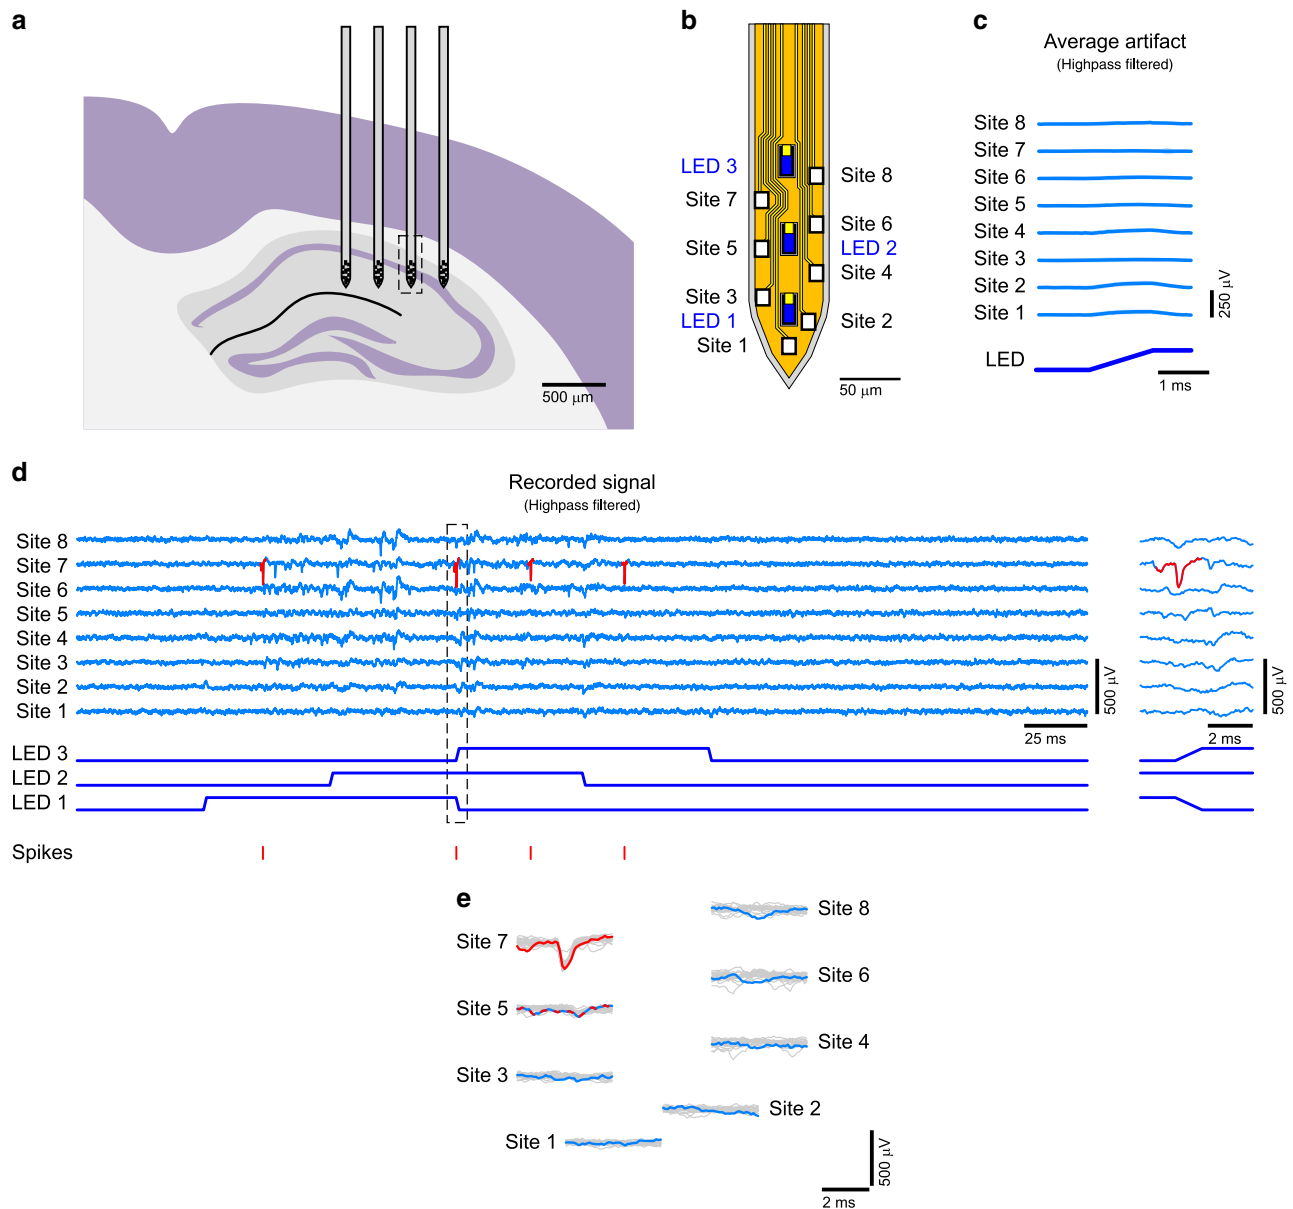 a
500 μm
b
LED 3
Site 8
Site 7
Site 6
Site 5
LED 2
Site 4
Site 3
LED 1
Site 2
Site 1
50 μm
c
Average artifact
(Highpass filtered)
Site 8
Site 7
Site 6
Site 5
Site 4
Site 3
Site 2
Site 1
250 μV
LED
1 ms
d
Recorded signal
(Highpass filtered)
Site 8
Site 7
Site 6
Site 5
Site 4
Site 3
Site 2
Site 1
500 μV
500 μV
25 ms
2 ms
LED 3
LED 2
LED 1
Spikes
e
Site 8
Site 7
Site 6
Site 5
Site 4
Site 3
Site 2
Site 1
500 μV
2 ms